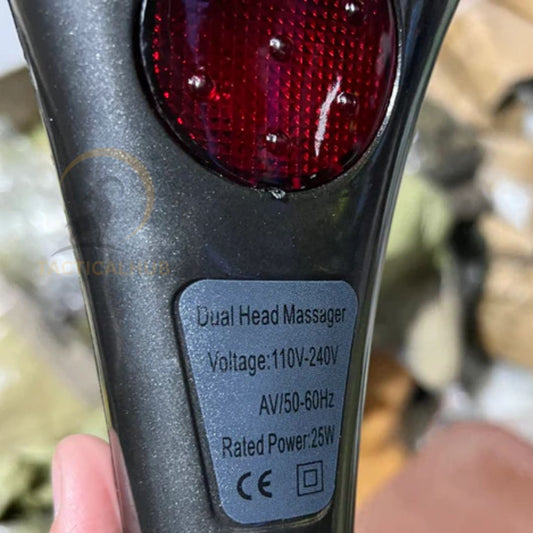 Dual Head Massager
Voltage:110V-240V
AV/50-60Hz
Rated Power:25W
CE